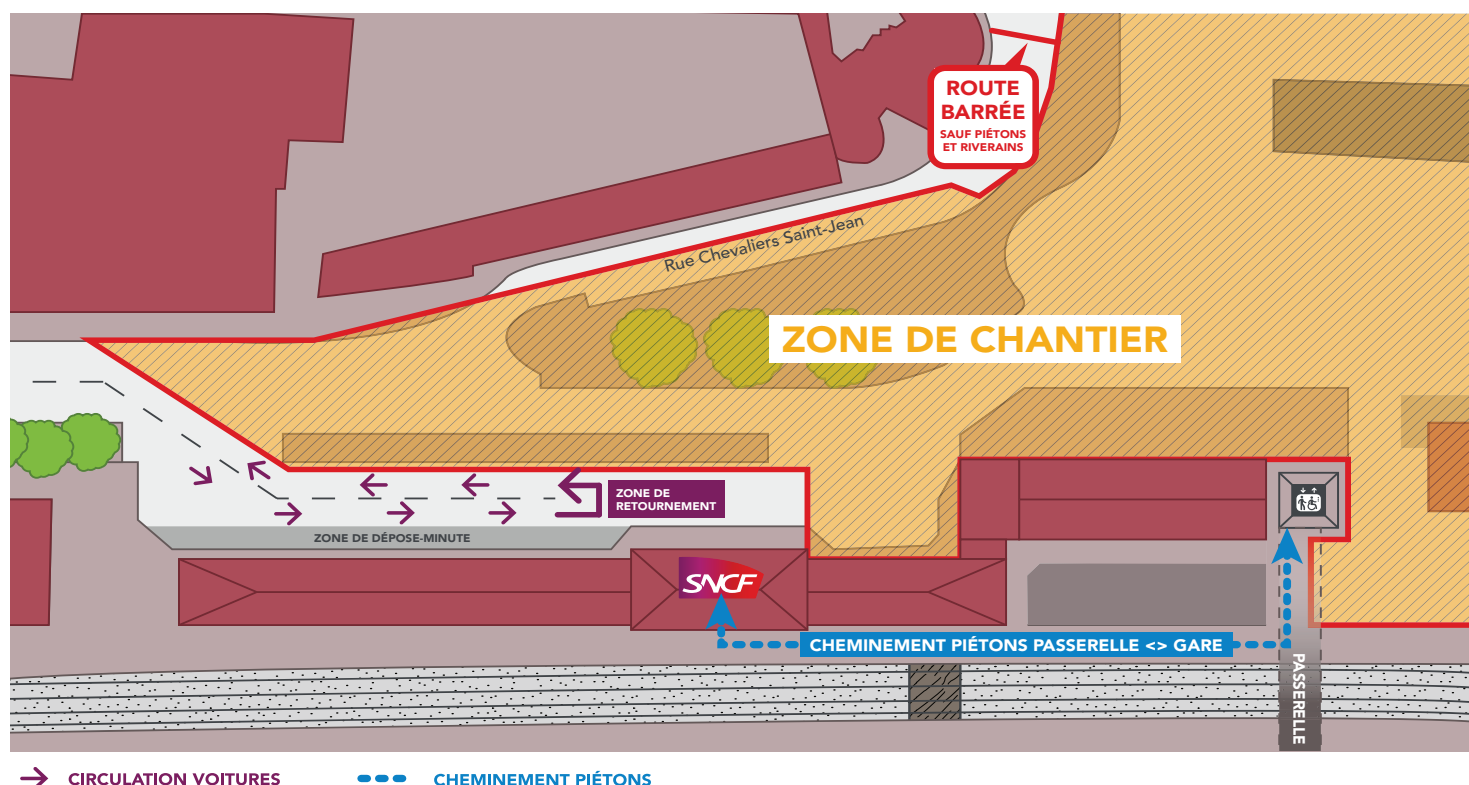 ROUTE
BARRÉE
SAUF PIÉTONS
ET RIVERAINS
Rue Chevaliers Saint-Jean
ZONE DE CHANTIER
ZONE DE
RETOURNEMENT
ZONE DE DÉPOSE-MINUTE
SNCF
CHEMINEMENT PIÉTONS PASSERELLE <> GARE
PASSERELLE
CIRCULATION VOITURES
CHEMINEMENT PIÉTONS